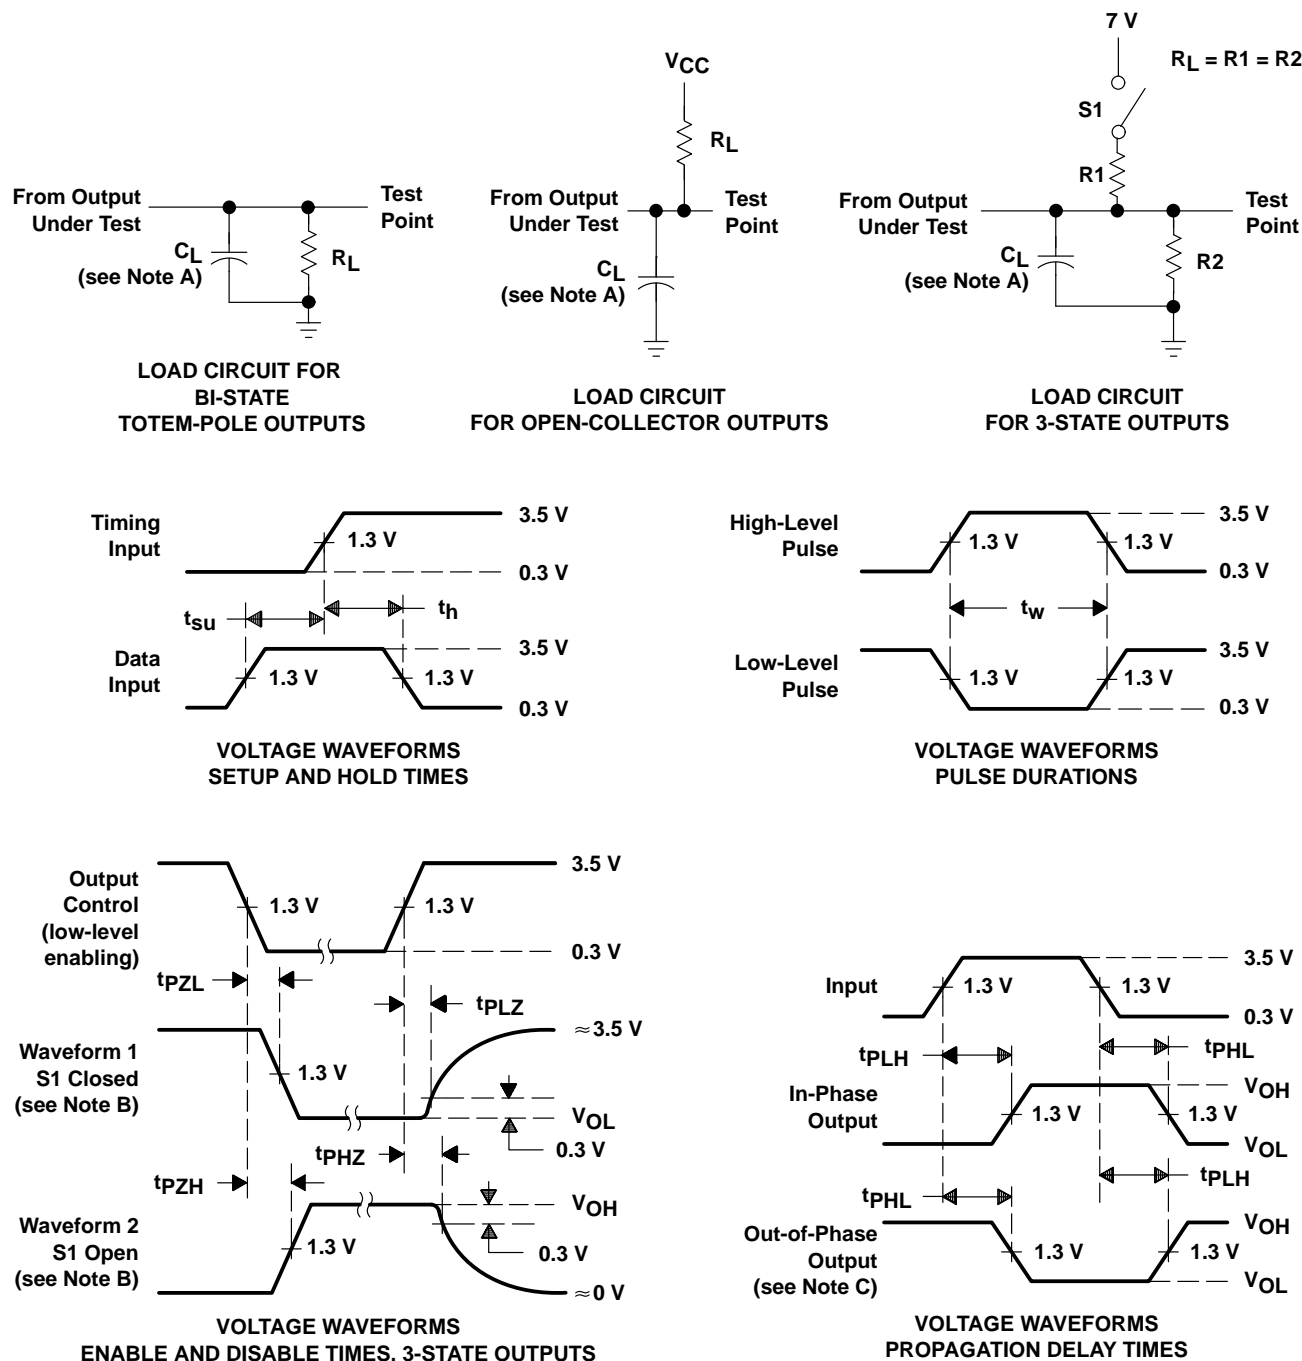 7 V
RL = R1 = R2
S1
R1
From Output
Under Test
Test
Point
CL
(see Note A)
R2
LOAD CIRCUIT
FOR 3-STATE OUTPUTS
VCC
RL
From Output
Under Test
Test
Point
CL
(see Note A)
LOAD CIRCUIT
FOR OPEN-COLLECTOR OUTPUTS
From Output
Under Test
Test
Point
CL
(see Note A)
RL
LOAD CIRCUIT FOR
BI-STATE
TOTEM-POLE OUTPUTS
Timing
Input
1.3 V
3.5 V
0.3 V
tsu
th
Data
Input
1.3 V
1.3 V
3.5 V
0.3 V
VOLTAGE WAVEFORMS
SETUP AND HOLD TIMES
High-Level
Pulse
1.3 V
1.3 V
3.5 V
0.3 V
tw
Low-Level
Pulse
1.3 V
1.3 V
3.5 V
0.3 V
VOLTAGE WAVEFORMS
PULSE DURATIONS
Output
Control
(low-level
enabling)
1.3 V
1.3 V
3.5 V
0.3 V
tPZL
tPLZ
Waveform 1
S1 Closed
(see Note B)
1.3 V
≈3.5 V
VOL
0.3 V
tPZH
tPHZ
Waveform 2
S1 Open
(see Note B)
1.3 V
VOH
0.3 V
≈0 V
VOLTAGE WAVEFORMS
ENABLE AND DISABLE TIMES, 3-STATE OUTPUTS
Input
1.3 V
1.3 V
3.5 V
0.3 V
tPLH
tPHL
In-Phase
Output
1.3 V
1.3 V
VOH
VOL
tPHL
tPLH
Out-of-Phase
Output
(see Note C)
1.3 V
1.3 V
VOH
VOL
VOLTAGE WAVEFORMS
PROPAGATION DELAY TIMES